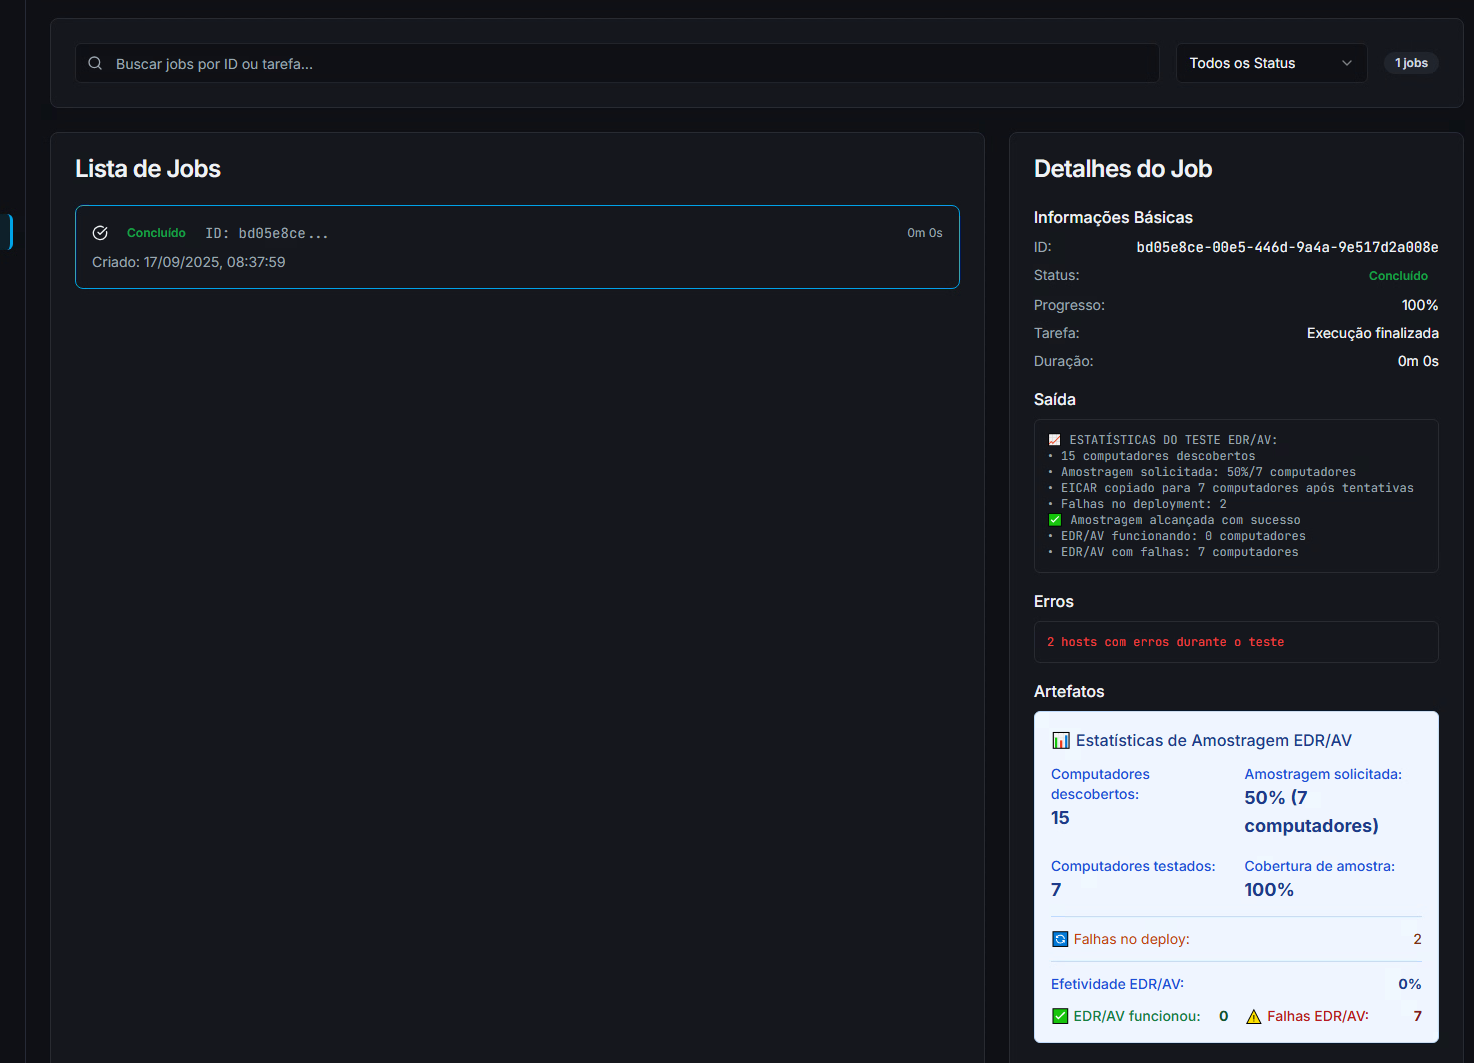 Buscar jobs por ID ou tarefa...
Todos os Status
1 jobs
Lista de Jobs
Concluído ID: bd05e8ce... 0m 0s
Criado: 17/09/2025, 08:37:59
Detalhes do Job
Informações Básicas
ID: bd05e8ce-00e5-446d-9a4a-9e517d2a008e
Status: Concluído
Progresso: 100%
Tarefa: Execução finalizada
Duração: 0m 0s
Saída
📈 ESTATÍSTICAS DO TESTE EDR/AV:
• 15 computadores descobertos
• Amostragem solicitada: 50%/7 computadores
• EICAR copiado para 7 computadores após tentativas
• Falhas no deployment: 2
✅ Amostragem alcançada com sucesso
• EDR/AV funcionando: 0 computadores
• EDR/AV com falhas: 7 computadores
Erros
2 hosts com erros durante o teste
Artefatos
📊 Estatísticas de Amostragem EDR/AV
Computadores
descobertos:
15
Amostragem solicitada:
50% (7
computadores)
Computadores testados:
7
Cobertura de amostra:
100%
🔄 Falhas no deploy: 2
Efetividade EDR/AV: 0%
✅ EDR/AV funcionou: 0 ⚠️ Falhas EDR/AV: 7